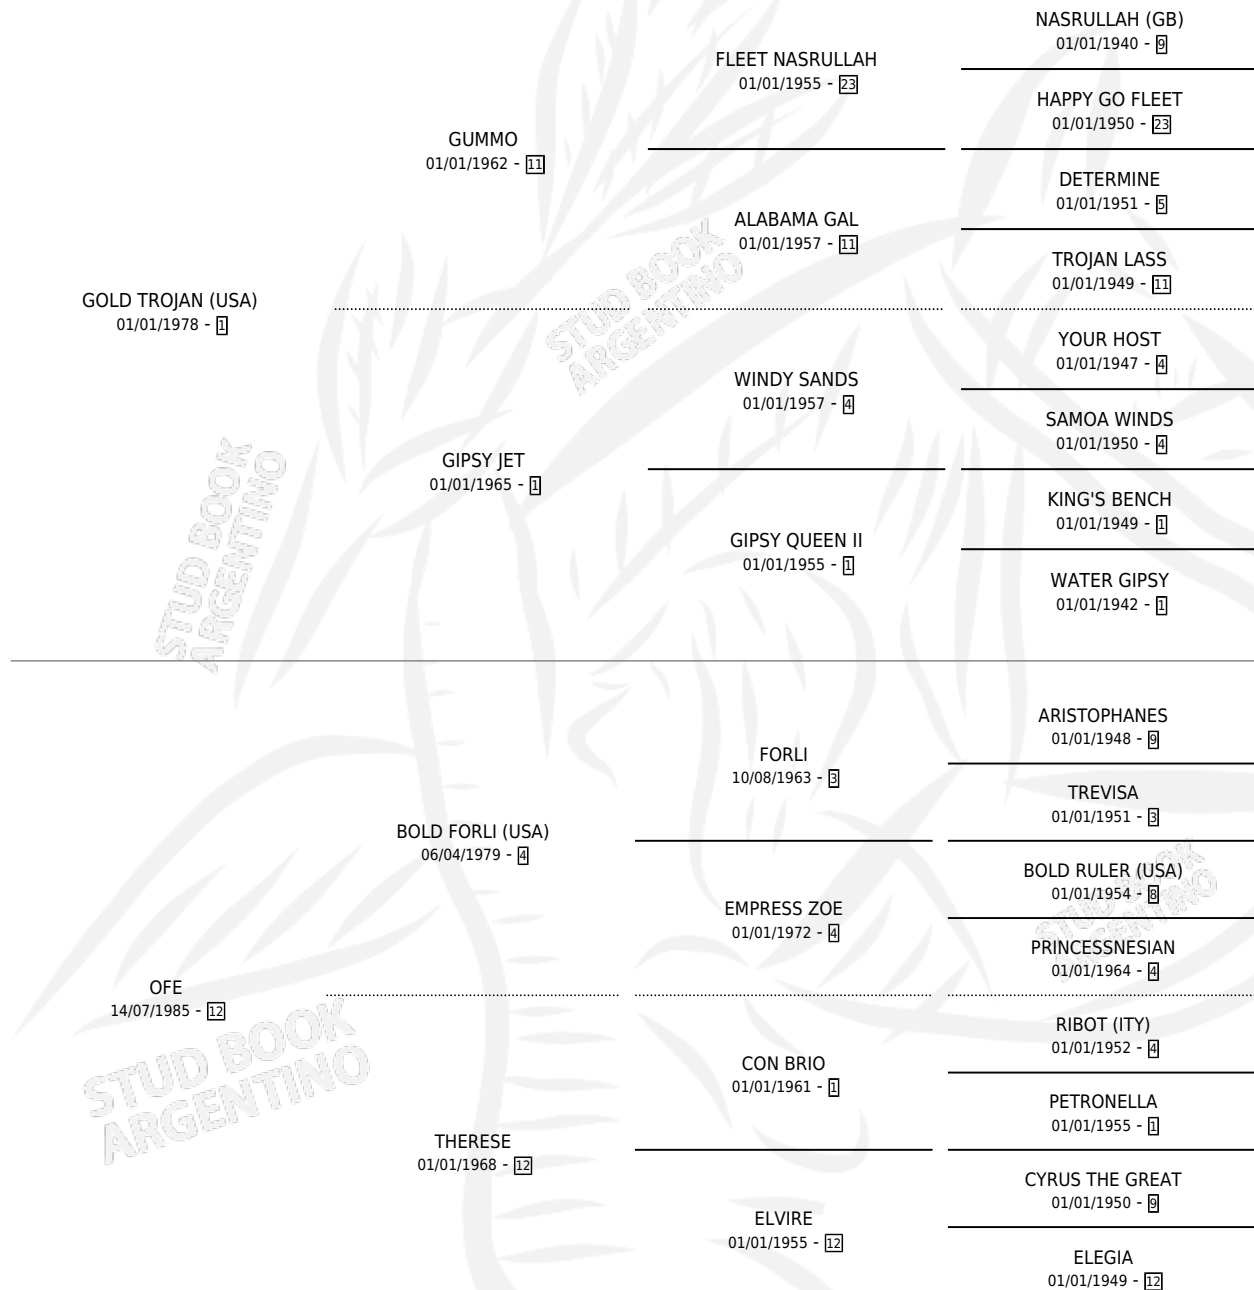 NASRULLAH (GB)
01/01/1940 - 9
FLEET NASRULLAH
01/01/1955 - 23
HAPPY GO FLEET
01/01/1950 - 23
GUMMO
01/01/1962 - 11
DETERMINE
01/01/1951 - 5
ALABAMA GAL
01/01/1957 - 11
TROJAN LASS
01/01/1949 - 11
GOLD TROJAN (USA)
01/01/1978 - 1
YOUR HOST
01/01/1947 - 4
WINDY SANDS
01/01/1957 - 4
SAMOA WINDS
01/01/1950 - 4
GIPSY JET
01/01/1965 - 1
KING'S BENCH
01/01/1949 - 1
GIPSY QUEEN II
01/01/1955 - 1
WATER GIPSY
01/01/1942 - 1
ARISTOPHANES
01/01/1948 - 9
FORLI
10/08/1963 - 3
TREVISA
01/01/1951 - 3
BOLD FORLI (USA)
06/04/1979 - 4
BOLD RULER (USA)
01/01/1954 - 8
EMPRESS ZOE
01/01/1972 - 4
PRINCESSNESIAN
01/01/1964 - 4
OFE
14/07/1985 - 12
RIBOT (ITY)
01/01/1952 - 4
CON BRIO
01/01/1961 - 1
PETRONELLA
01/01/1955 - 1
THERESE
01/01/1968 - 12
CYRUS THE GREAT
01/01/1950 - 9
ELVIRE
01/01/1955 - 12
ELEGIA
01/01/1949 - 12
STUD BOOK
ARGENTINO
STUD BOOK
ARGENTINO
STUD BOOK
ARGENTINO
STUD BOOK
ARGENTINO